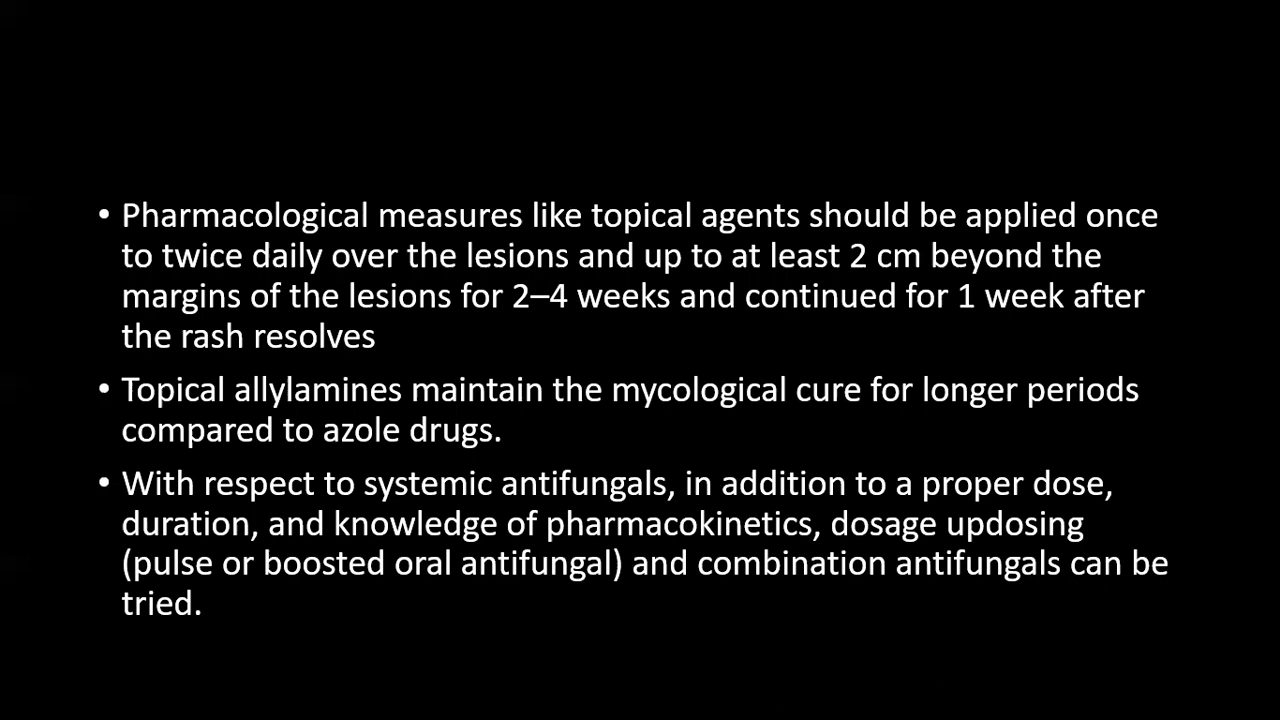 • Pharmacological measures like topical agents should be applied once
to twice daily over the lesions and up to at least 2 cm beyond the
margins of the lesions for 2–4 weeks and continued for 1 week after
the rash resolves
• Topical allylamines maintain the mycological cure for longer periods
compared to azole drugs.
• With respect to systemic antifungals, in addition to a proper dose,
duration, and knowledge of pharmacokinetics, dosage updosing
(pulse or boosted oral antifungal) and combination antifungals can be
tried.